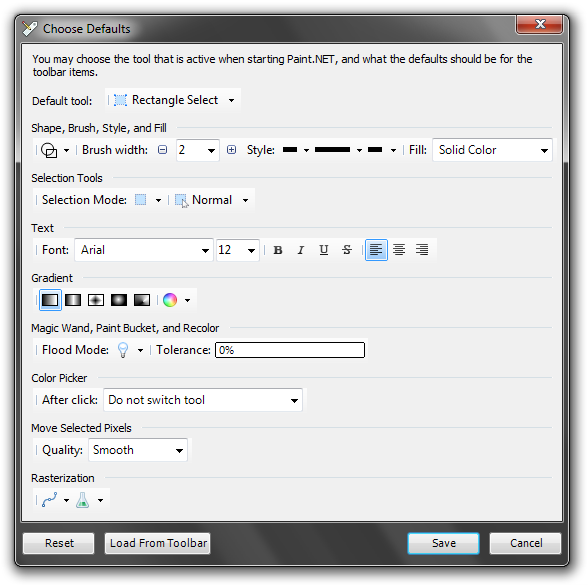 Choose Defaults
You may choose the tool that is active when starting Paint.NET, and what the defaults should be for the
toolbar items.
Default tool: Rectangle Select
Shape, Brush, Style, and Fill
Brush width: 2 Style: Fill: Solid Color
Selection Tools
Selection Mode: Normal
Text
Font: Arial 12 B I U S
Gradient
Magic Wand, Paint Bucket, and Recolor
Flood Mode: Tolerance: 0%
Color Picker
After click: Do not switch tool
Move Selected Pixels
Quality: Smooth
Rasterization
Reset Load From Toolbar Save Cancel